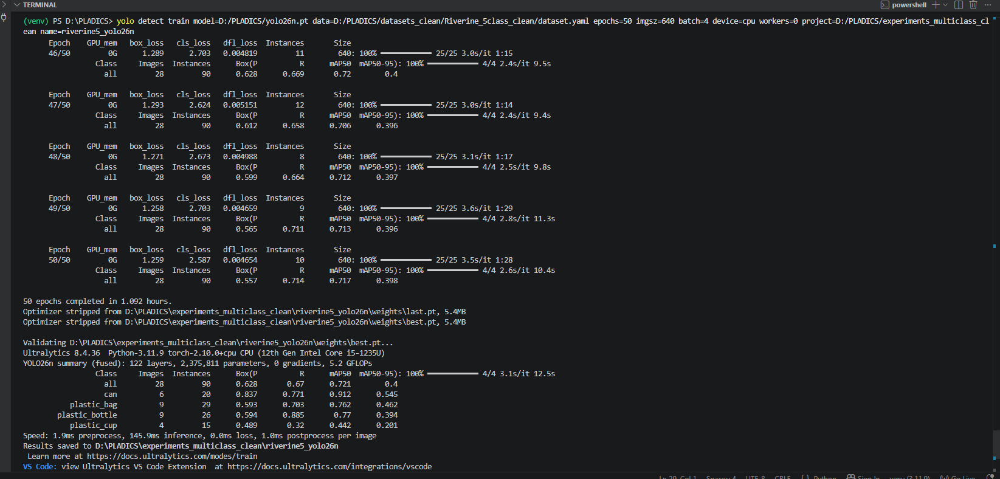 TERMINAL
powershell
(venv) PS D:\PLADICS> yolo detect train model=D:/PLADICS/yolo26n.pt data=D:/PLADICS/datasets_clean/Riverine_5class_clean/dataset.yaml epochs=50 imgsz=640 batch=4 device=cpu workers=0 project=D:/PLADICS/experiments_multiclass_cl
ean name=riverine5_yolo26n
Epoch GPU_mem box_loss cls_loss dfl_loss Instances Size
46/50 0G 1.289 2.703 0.004819 11 640: 100% 25/25 3.0s/it 1:15
Class Images Instances Box(P R mAP50 mAP50-95): 100% 4/4 2.4s/it 9.5s
all 28 90 0.628 0.669 0.72 0.4
Epoch GPU_mem box_loss cls_loss dfl_loss Instances Size
47/50 0G 1.293 2.624 0.005151 12 640: 100% 25/25 3.0s/it 1:14
Class Images Instances Box(P R mAP50 mAP50-95): 100% 4/4 2.4s/it 9.4s
all 28 90 0.612 0.658 0.706 0.396
Epoch GPU_mem box_loss cls_loss dfl_loss Instances Size
48/50 0G 1.271 2.673 0.004988 8 640: 100% 25/25 3.1s/it 1:17
Class Images Instances Box(P R mAP50 mAP50-95): 100% 4/4 2.5s/it 9.8s
all 28 90 0.599 0.664 0.712 0.397
Epoch GPU_mem box_loss cls_loss dfl_loss Instances Size
49/50 0G 1.258 2.703 0.004659 9 640: 100% 25/25 3.6s/it 1:29
Class Images Instances Box(P R mAP50 mAP50-95): 100% 4/4 2.8s/it 11.3s
all 28 90 0.565 0.711 0.713 0.396
Epoch GPU_mem box_loss cls_loss dfl_loss Instances Size
50/50 0G 1.259 2.587 0.004654 10 640: 100% 25/25 3.5s/it 1:28
Class Images Instances Box(P R mAP50 mAP50-95): 100% 4/4 2.6s/it 10.4s
all 28 90 0.557 0.714 0.717 0.398
50 epochs completed in 1.092 hours.
Optimizer stripped from D:\PLADICS\experiments_multiclass_clean\riverine5_yolo26n\weights\last.pt, 5.4MB
Optimizer stripped from D:\PLADICS\experiments_multiclass_clean\riverine5_yolo26n\weights\best.pt, 5.4MB
Validating D:\PLADICS\experiments_multiclass_clean\riverine5_yolo26n\weights\best.pt...
Ultralytics 8.4.36 Python-3.11.9 torch-2.10.0+cpu CPU (12th Gen Intel Core i5-1235U)
YOLO26n summary (fused): 122 layers, 2,375,811 parameters, 0 gradients, 5.2 GFLOPs
Class Images Instances Box(P R mAP50 mAP50-95): 100% 4/4 3.1s/it 12.5s
all 28 90 0.628 0.67 0.721 0.4
can 6 20 0.837 0.771 0.912 0.545
plastic_bag 9 29 0.593 0.703 0.762 0.462
plastic_bottle 9 26 0.594 0.885 0.77 0.394
plastic_cup 4 15 0.489 0.32 0.442 0.201
Speed: 1.9ms preprocess, 145.9ms inference, 0.0ms loss, 1.0ms postprocess per image
Results saved to D:\PLADICS\experiments_multiclass_clean\riverine5_yolo26n
Learn more at https://docs.ultralytics.com/modes/train
VS Code: view Ultralytics VS Code Extension at https://docs.ultralytics.com/integrations/vscode
Ln 29, Col 1 Spaces: 4 UTF-8 CRLF { } Python Sign In venv (3.11.9) Go Live